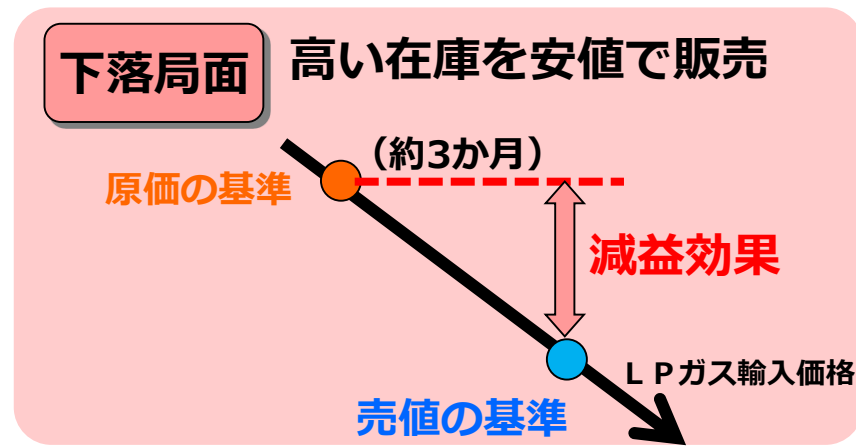 下落局面
高い在庫を安値で販売
（約3か月）
原価の基準
減益効果
ＬＰガス輸入価格
売値の基準